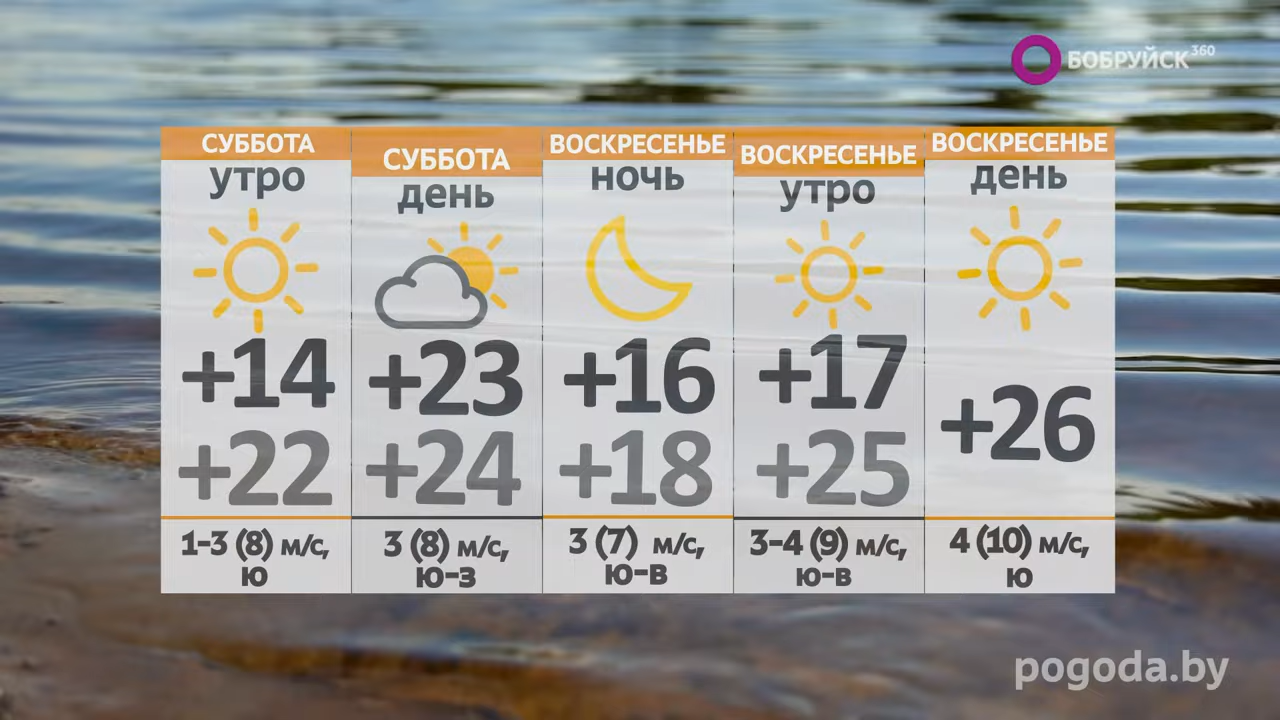 БОБРУЙСК360
СУББОТА
утро
+14
+22
1-3 (8) м/с,
ю
СУББОТА
день
+23
+24
3 (8) м/с,
ю-з
ВОСКРЕСЕНЬЕ
ночь
+16
+18
3 (7) м/с,
ю-в
ВОСКРЕСЕНЬЕ
утро
+17
+25
3-4 (9) м/с,
ю-в
ВОСКРЕСЕНЬЕ
день
+26
4 (10) м/с,
ю
pogoda.by